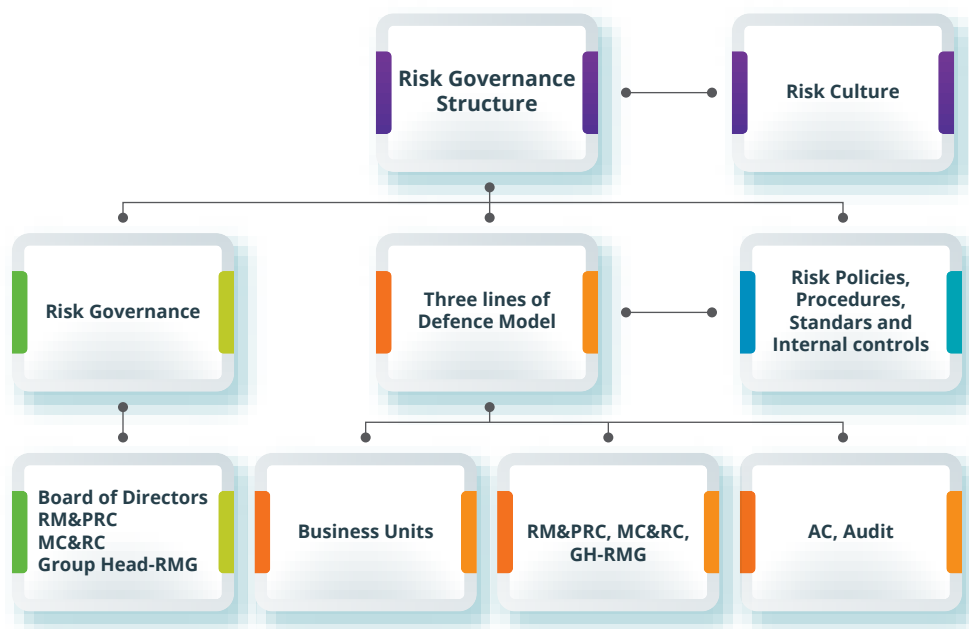 Risk Governance
Structure
Risk Culture
Risk Governance
Three lines of
Defence Model
Risk Policies,
Procedures,
Standars and
Internal controls
Board of Directors
RM&PRC
MC&RC
Group Head-RMG
Business Units
RM&PRC, MC&RC,
GH-RMG
AC, Audit